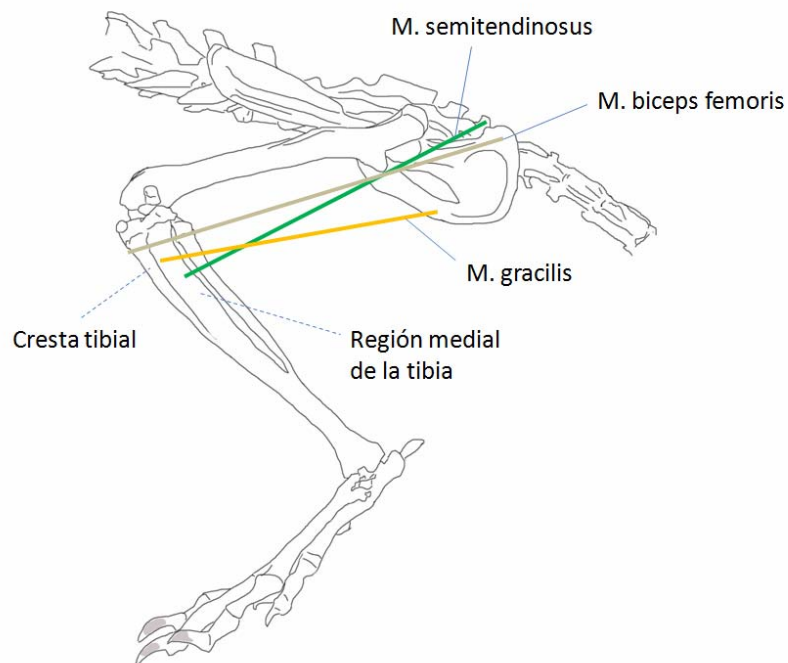 M. semitendinosus
M. biceps femoris
M. gracilis
Cresta tibial
Región medial
de la tibia